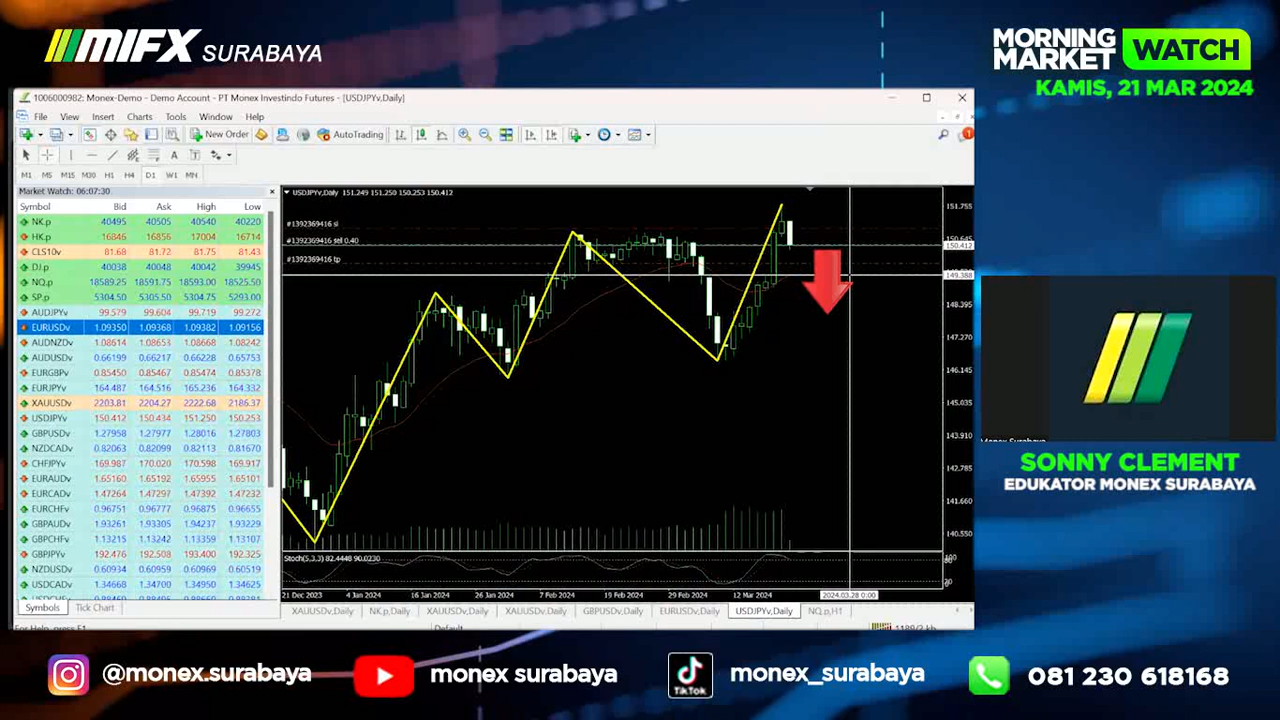 MIFX SURABAYA
MORNING
MARKET
WATCH
KAMIS, 21 MAR 2024
1006000982: Monex-Demo - Demo Account - PT Monex Investindo Futures - [USDJPYv,Daily]
File View Insert Charts Tools Window Help
New Order AutoTrading
M1 M5 M15 M30 H1 H4 D1 W1 MN
Market Watch: 06:07:30
Symbol Bid Ask High Low
NK.p 40495 40505 40540 40220
HK.p 16846 16856 17004 16714
CLS10v 81.68 81.72 81.75 81.43
DJ.p 40038 40048 40042 39945
NQ.p 18589.25 18591.75 18593.00 18525.50
SP.p 5304.50 5305.50 5304.75 5293.00
AUDJPYv 99.579 99.604 99.719 99.272
EURUSDv 1.09350 1.09368 1.09382 1.09156
AUDNZDv 1.08614 1.08653 1.08668 1.08242
AUDUSDv 0.66199 0.66217 0.66228 0.65753
EURGBPv 0.85450 0.85467 0.85474 0.85378
EURJPYv 164.487 164.516 165.236 164.332
XAUUSDv 2203.81 2204.27 2222.68 2186.37
USDJPYv 150.412 150.434 151.250 150.253
GBPUSDv 1.27958 1.27977 1.28016 1.27803
NZDCADv 0.82063 0.82099 0.82113 0.81670
CHFJPYv 169.987 170.020 170.598 169.917
EURAUDv 1.65160 1.65192 1.65955 1.65101
EURCADv 1.47264 1.47297 1.47392 1.47232
EURCHFv 0.96751 0.96777 0.96875 0.96655
GBPAUDv 1.93261 1.93305 1.94237 1.93229
GBPCHFv 1.13215 1.13242 1.13359 1.13107
GBPJPYv 192.476 192.508 193.400 192.325
NZDUSDv 0.60934 0.60959 0.60969 0.60519
USDCADv 1.34668 1.34700 1.34950 1.34625
Symbols Tick Chart
USDJPYv,Daily 151.249 151.250 150.253 150.412
#1392369416 sl
#1392369416 sell 0.40
#1392369416 tp
151.755
150.645
150.412
149.388
148.395
147.270
146.145
145.035
143.910
142.785
141.660
140.550
Stoch(5,3,3) 82.4448 90.0230
100
80
20
21 Dec 2023 4 Jan 2024 16 Jan 2024 26 Jan 2024 7 Feb 2024 19 Feb 2024 29 Feb 2024 12 Mar 2024 2024.03.28 0:00
XAUUSDv,Daily NK.p,Daily XAUUSDv,Daily XAUUSDv,Daily GBPUSDv,Daily EURUSDv,Daily USDJPYv,Daily NQ.p,H1
For Help, press F1 Default 1189/2 kb
Monex Surabaya
SONNY CLEMENT
EDUKATOR MONEX SURABAYA
@monex.surabaya
monex surabaya
TikTok
monex_surabaya
081 230 618168